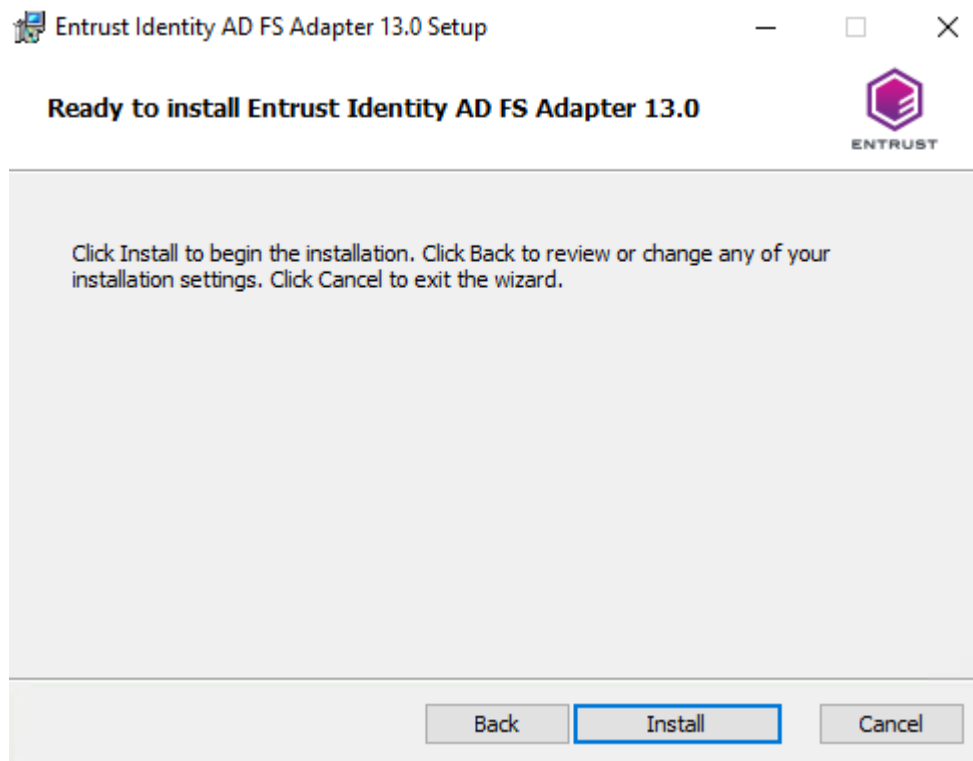 Entrust Identity AD FS Adapter 13.0 Setup
Ready to install Entrust Identity AD FS Adapter 13.0
ENTRUST
Click Install to begin the installation. Click Back to review or change any of your
installation settings. Click Cancel to exit the wizard.
Back
Install
Cancel